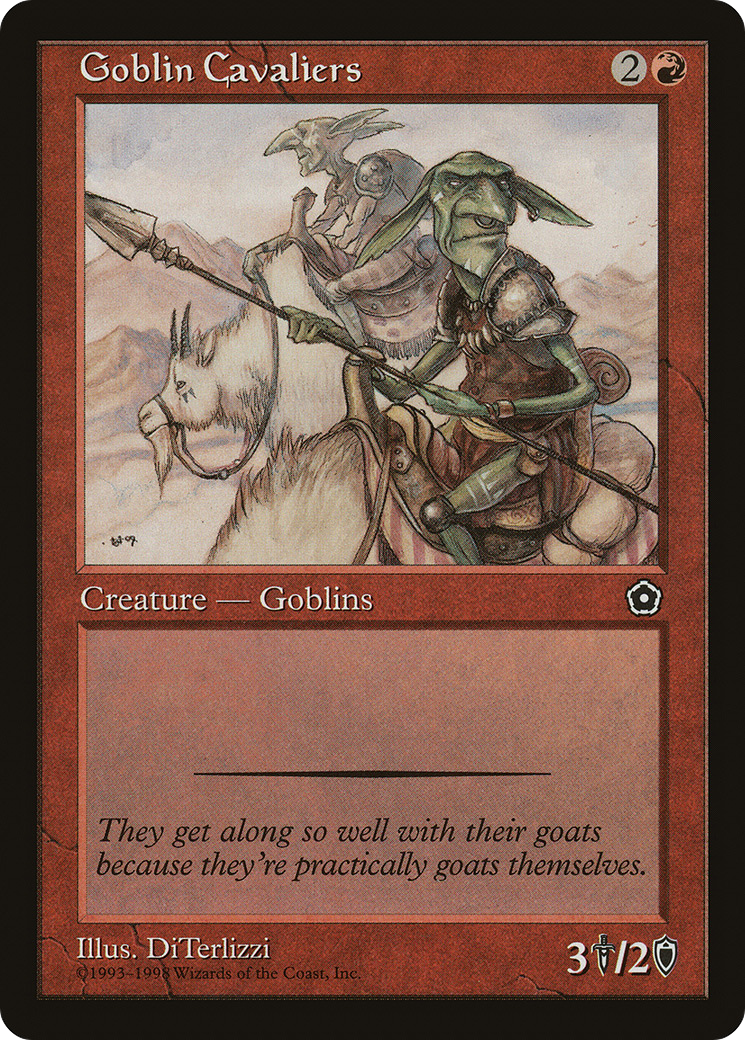 Goblin Cavaliers
2
Creature — Goblins
They get along so well with their goats
because they're practically goats themselves.
Illus. DiTerlizzi
3/2
©1993–1998 Wizards of the Coast, Inc.